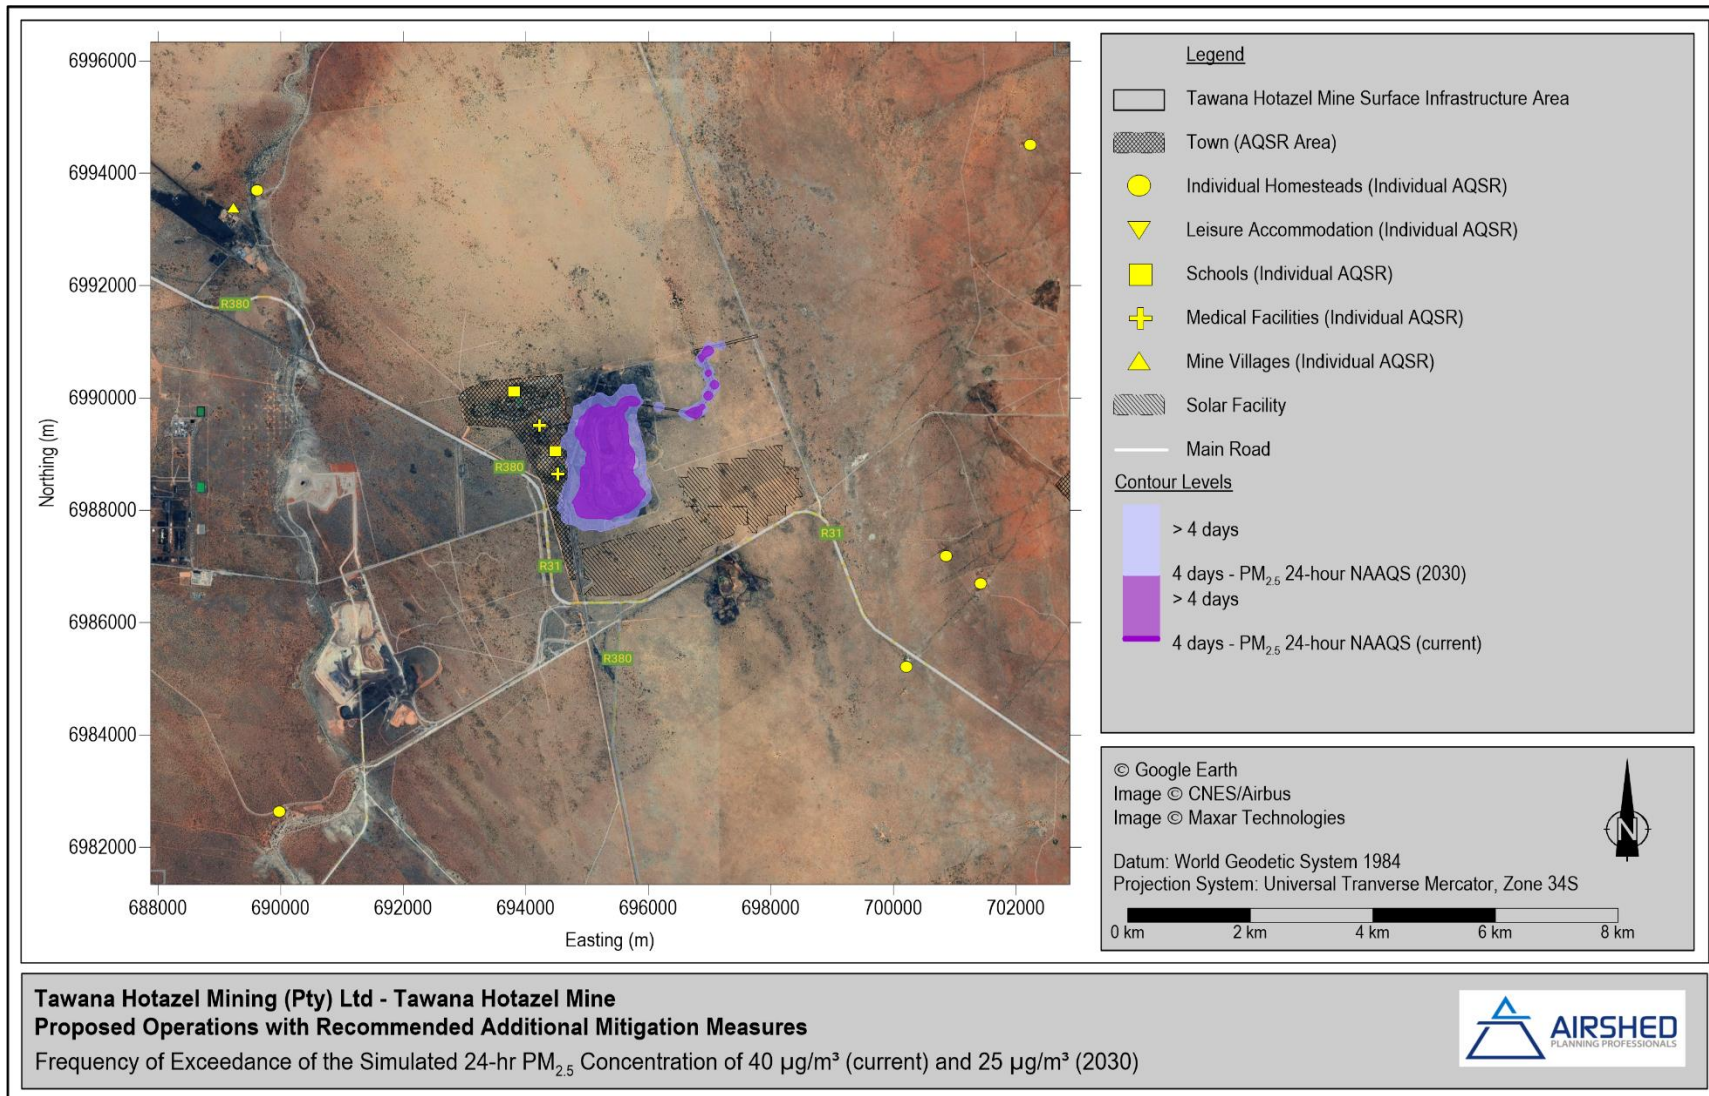 6996000
6994000
6992000
6990000
6988000
6986000
6984000
6982000
Northing (m)
688000
690000
692000
694000
696000
698000
700000
702000
Easting (m)
R380
R380
R31
R31
R380
Legend
Tawana Hotazel Mine Surface Infrastructure Area
Town (AQSR Area)
Individual Homesteads (Individual AQSR)
Leisure Accommodation (Individual AQSR)
Schools (Individual AQSR)
Medical Facilities (Individual AQSR)
Mine Villages (Individual AQSR)
Solar Facility
Main Road
Contour Levels
> 4 days
4 days - PM2.5 24-hour NAAQS (2030)
> 4 days
4 days - PM2.5 24-hour NAAQS (current)
© Google Earth
Image © CNES/Airbus
Image © Maxar Technologies
N
Datum: World Geodetic System 1984
Projection System: Universal Tranverse Mercator, Zone 34S
0 km
2 km
4 km
6 km
8 km
Tawana Hotazel Mining (Pty) Ltd - Tawana Hotazel Mine
Proposed Operations with Recommended Additional Mitigation Measures
Frequency of Exceedance of the Simulated 24-hr PM2.5 Concentration of 40 µg/m³ (current) and 25 µg/m³ (2030)
AIRSHED
PLANNING PROFESSIONALS